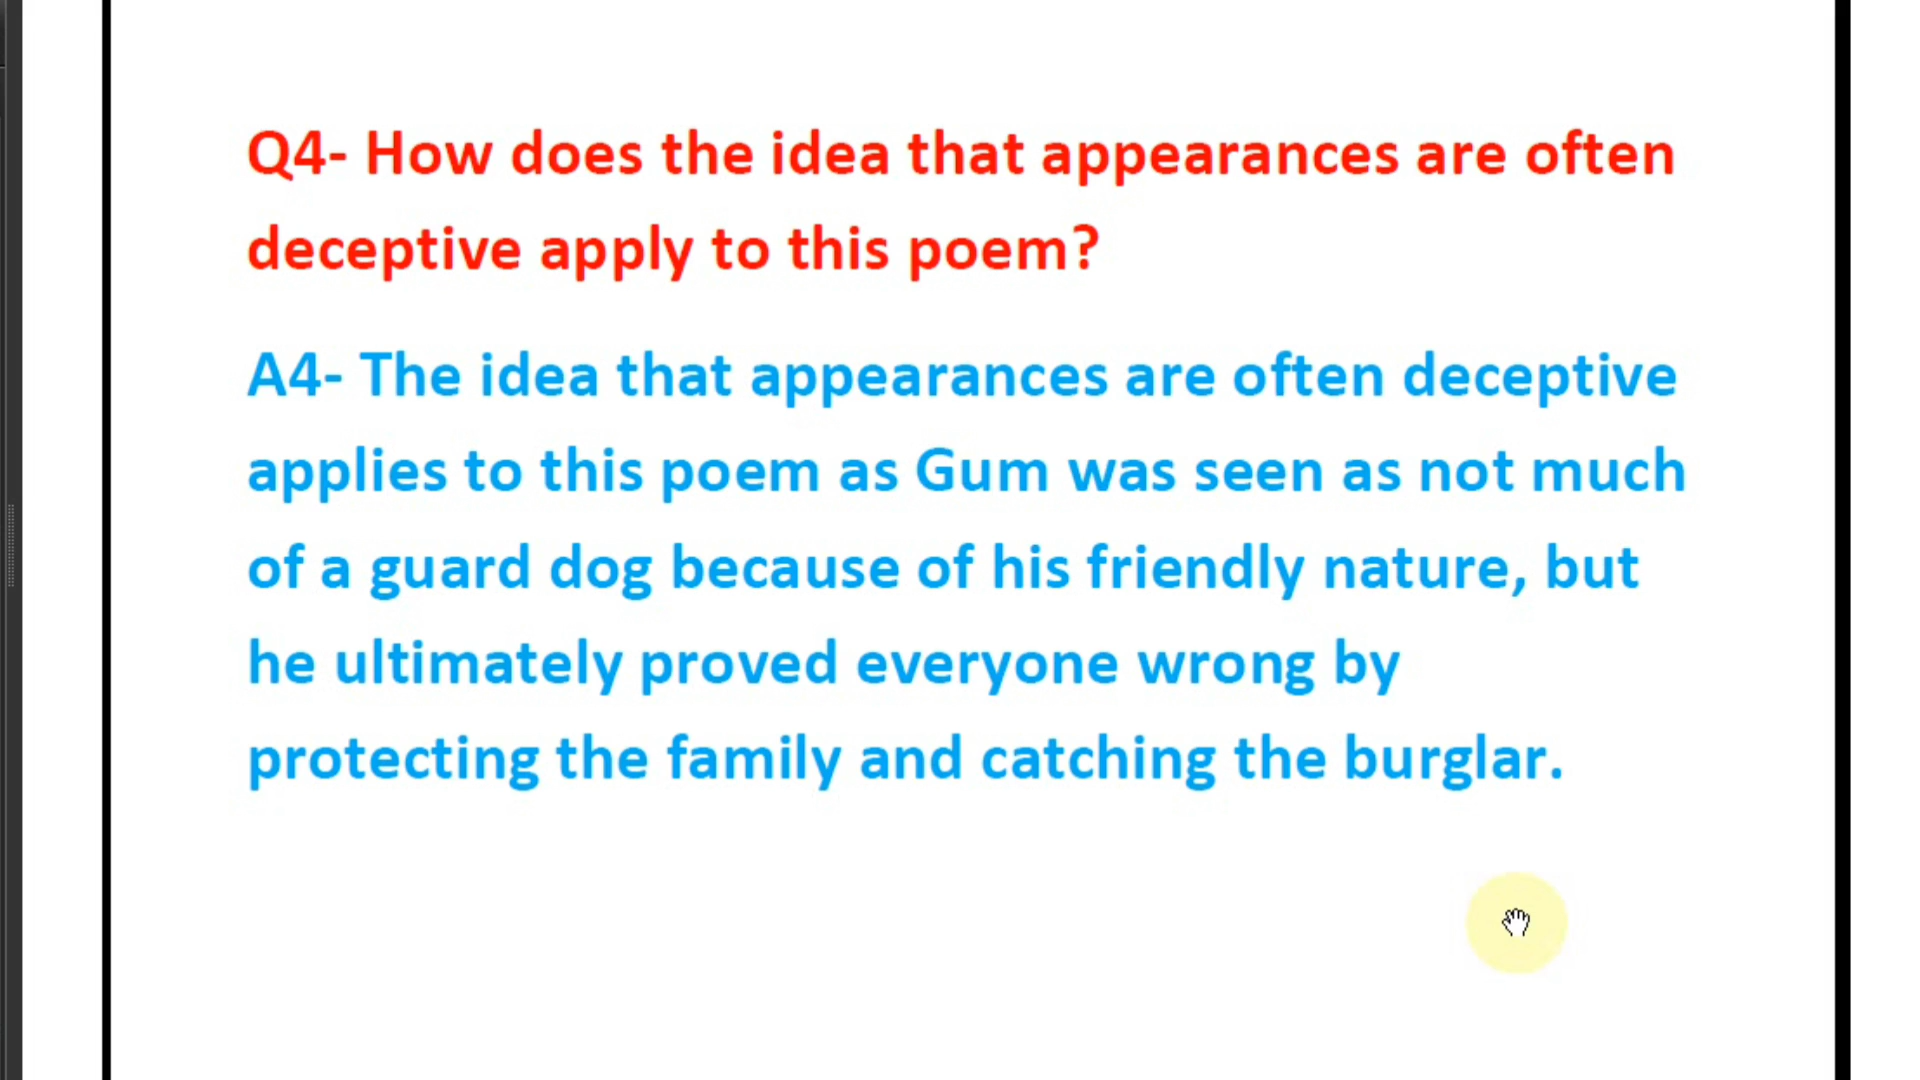 Q4- How does the idea that appearances are often
deceptive apply to this poem?
A4- The idea that appearances are often deceptive
applies to this poem as Gum was seen as not much
of a guard dog because of his friendly nature, but
he ultimately proved everyone wrong by
protecting the family and catching the burglar.